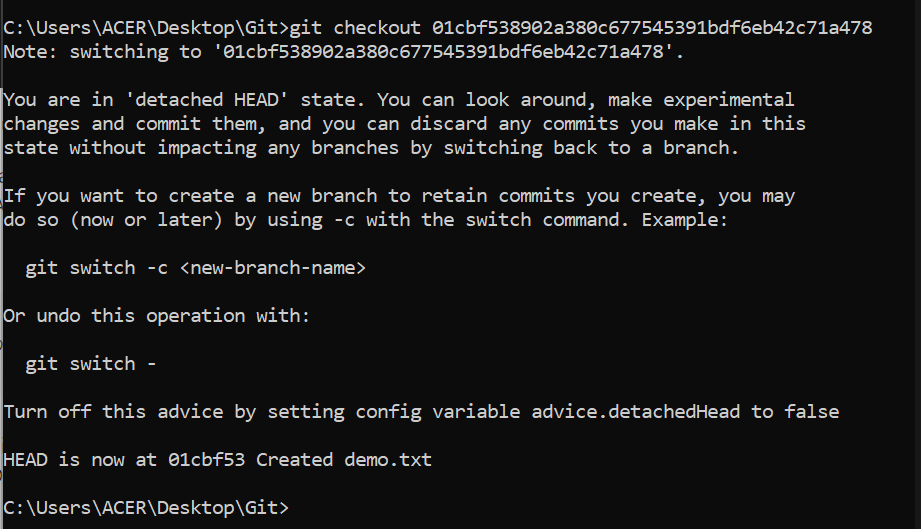 C:\Users\ACER\Desktop\Git>git checkout 01cbf538902a380c677545391bdf6eb42c71a478
Note: switching to '01cbf538902a380c677545391bdf6eb42c71a478'.
You are in 'detached HEAD' state. You can look around, make experimental
changes and commit them, and you can discard any commits you make in this
state without impacting any branches by switching back to a branch.
If you want to create a new branch to retain commits you create, you may
do so (now or later) by using -c with the switch command. Example:
git switch -c <new-branch-name>
Or undo this operation with:
git switch -
Turn off this advice by setting config variable advice.detachedHead to false
HEAD is now at 01cbf53 Created demo.txt
C:\Users\ACER\Desktop\Git>